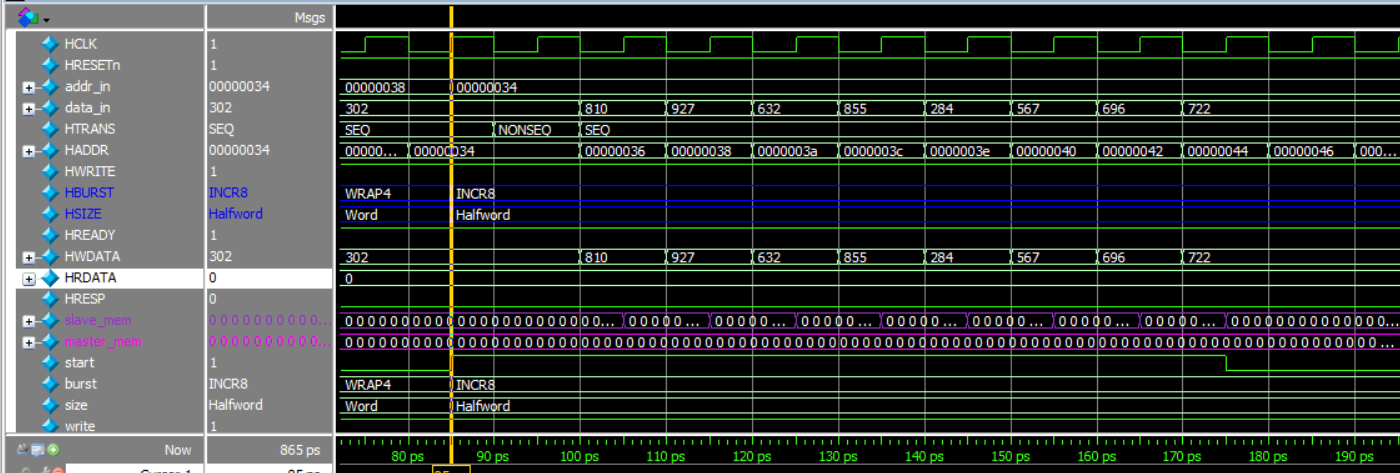 Msgs
HCLK 1
HRESETn 1
addr_in 00000034 00000038 00000034
data_in 302 302 810 927 632 855 284 567 696 722
HTRANS SEQ SEQ NONSEQ SEQ
HADDR 00000034 00000... 00000034 00000036 00000038 0000003a 0000003c 0000003e 00000040 00000042 00000044 00000046 000...
HWRITE 1
HBURST INCR8 WRAP4 INCR8
HSIZE Halfword Word Halfword
HREADY 1
HWDATA 302 302 810 927 632 855 284 567 696 722
HRDATA 0 0
HRESP 0
slave_mem
master_mem
start 1
burst INCR8 WRAP4 INCR8
size Halfword Word Halfword
write 1
Now 865 ps 80 ps 90 ps 100 ps 110 ps 120 ps 130 ps 140 ps 150 ps 160 ps 170 ps 180 ps 190 ps